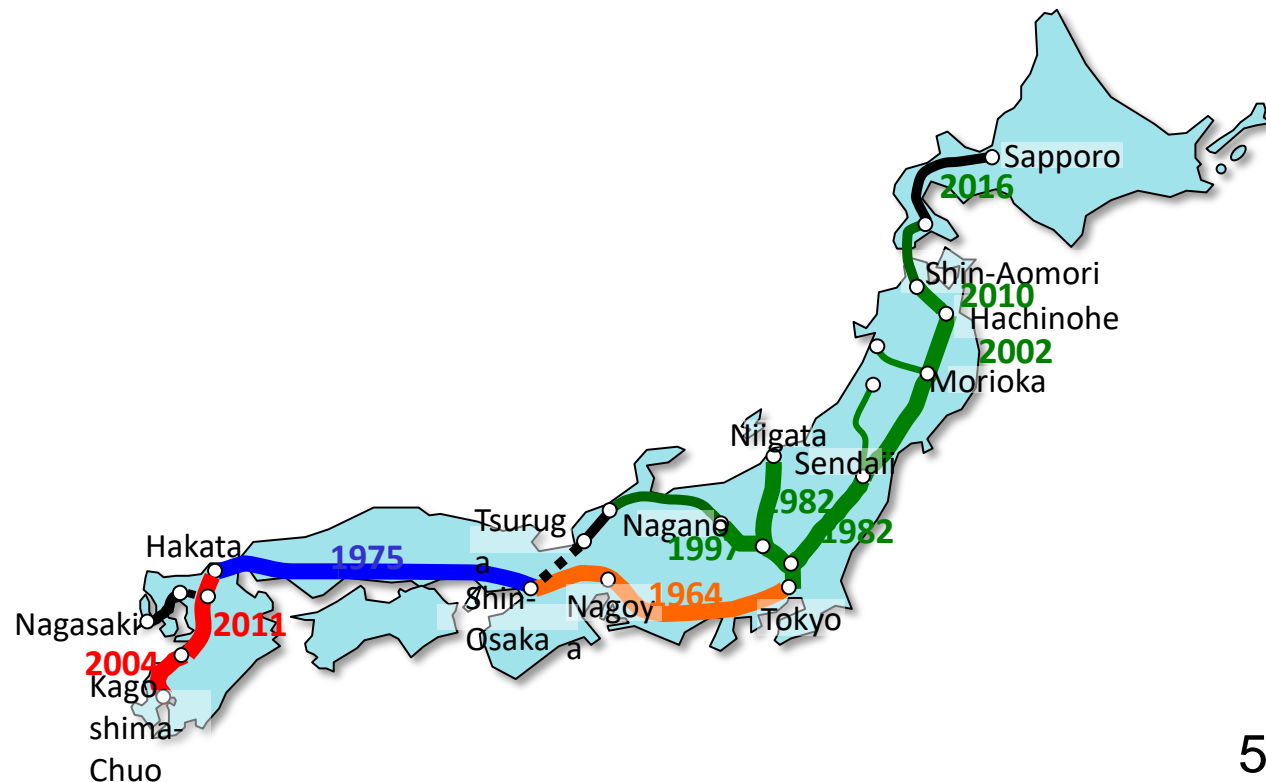 Sapporo
2016
Shin-Aomori
2010
Hachinohe
2002
Morioka
Niigata
Sendaii
1982
1982
Tsurug
a
Nagano
1997
Hakata
1975
Shin-
Osaka
Nagoy
a
1964
Tokyo
Nagasaki
2011
2004
Kago
shima-
Chuo
5